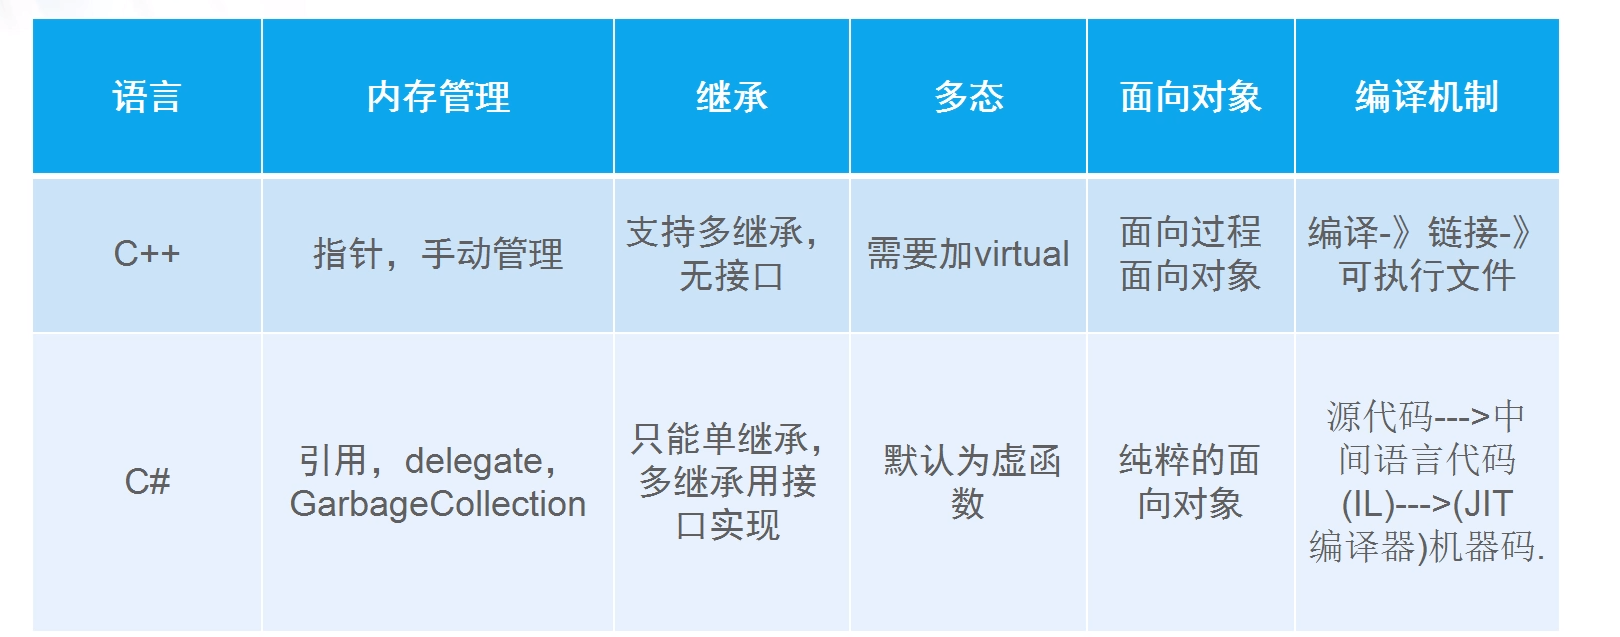 语言
内存管理
继承
多态
面向对象
编译机制
C++
指针，手动管理
支持多继承，
无接口
需要加virtual
面向过程
面向对象
编译-》链接-》
可执行文件
C#
引用，delegate，
GarbageCollection
只能单继承，
多继承用接
口实现
默认为虚函
数
纯粹的面
向对象
源代码--->中
间语言代码
(IL)--->(JIT
编译器)机器码.